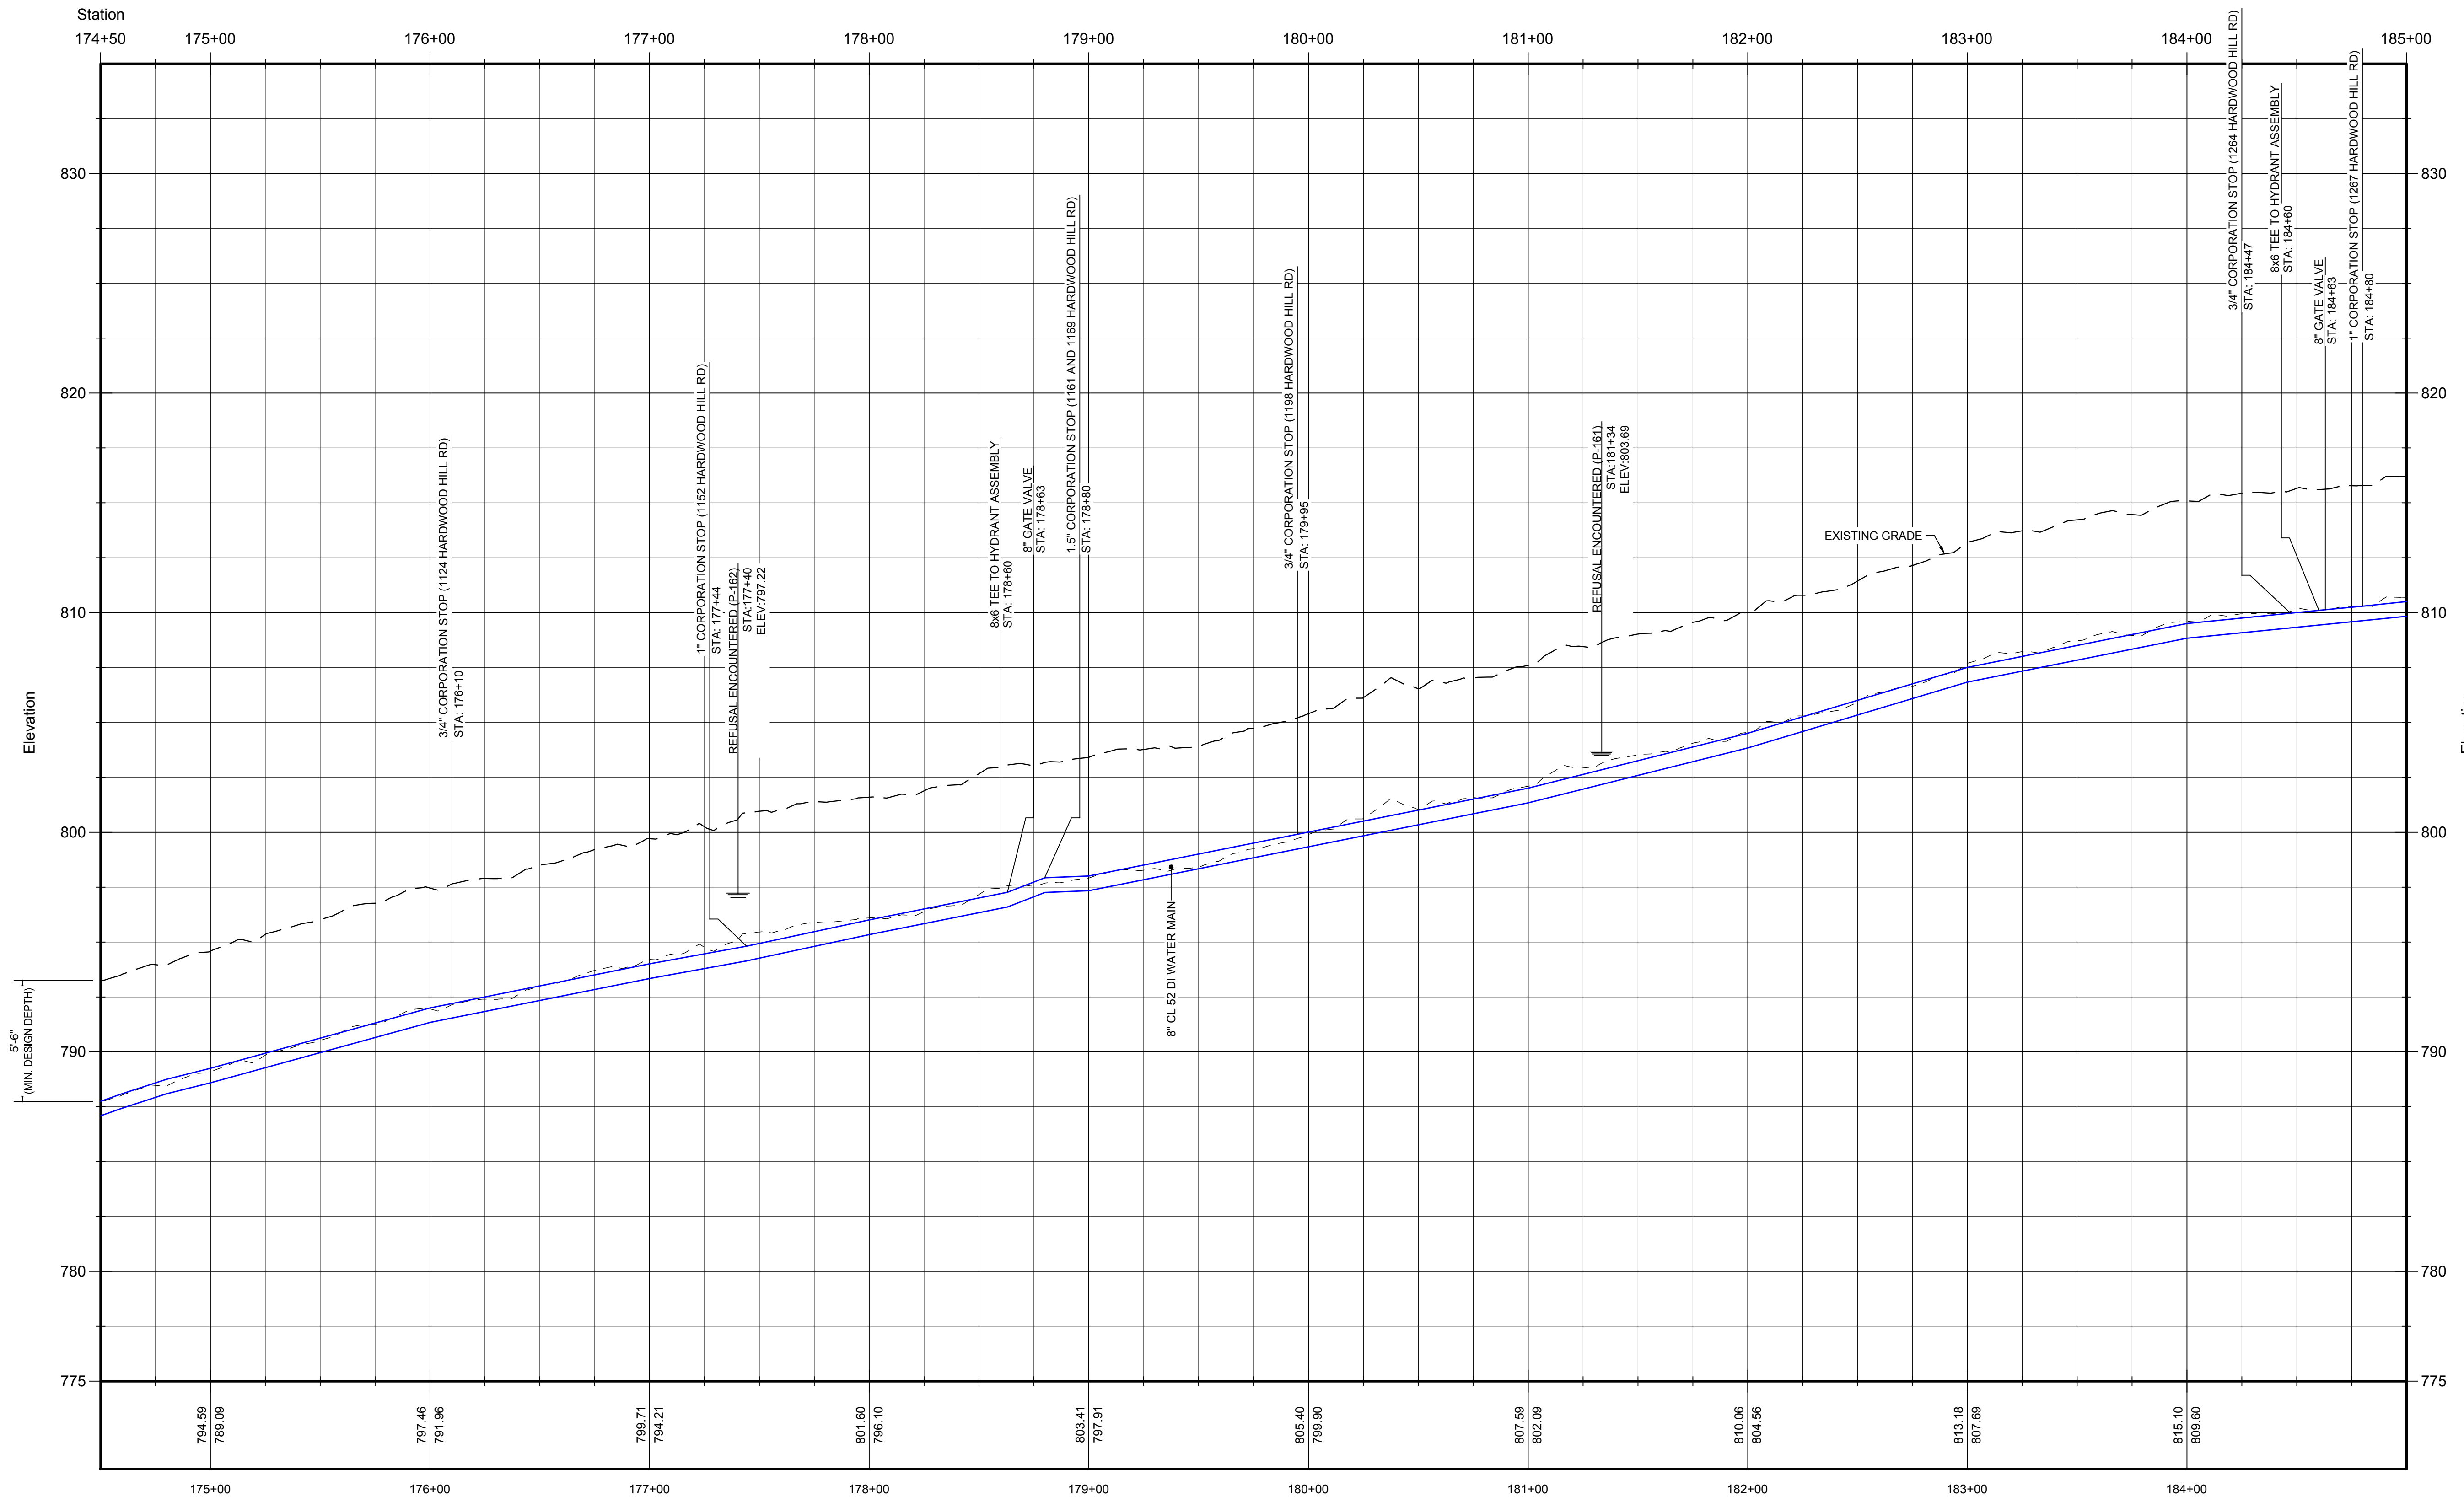 Station
174+50
175+00
176+00
177+00
178+00
179+00
180+00
181+00
182+00
183+00
184+00
185+00
830
820
810
800
790
780
775
Elevation
830
820
810
800
790
780
775
5'-6"
(MIN. DESIGN DEPTH)
3/4" CORPORATION STOP (1124 HARDWOOD HILL RD)
STA: 176+10
1" CORPORATION STOP (1152 HARDWOOD HILL RD)
STA: 177+44
REFUSAL ENCOUNTERED (P-162)
STA:177+40
ELEV:797.22
8x6 TEE TO HYDRANT ASSEMBLY
STA: 178+60
8" GATE VALVE
STA: 178+63
1.5" CORPORATION STOP (1161 AND 1169 HARDWOOD HILL RD)
STA: 178+80
8" CL 52 DI WATER MAIN
3/4" CORPORATION STOP (1198 HARDWOOD HILL RD)
STA: 179+95
REFUSAL ENCOUNTERED (P-161)
STA:181+34
ELEV:803.69
EXISTING GRADE
3/4" CORPORATION STOP (1264 HARDWOOD HILL RD)
STA: 184+47
8x6 TEE TO HYDRANT ASSEMBLY
STA: 184+60
8" GATE VALVE
STA: 184+63
1" CORPORATION STOP (1267 HARDWOOD HILL RD)
STA: 184+80
794.59
789.09
797.46
791.96
799.71
794.21
801.60
796.10
803.41
797.91
805.40
799.90
807.59
802.09
810.06
804.56
813.18
807.69
815.10
809.60
175+00
176+00
177+00
178+00
179+00
180+00
181+00
182+00
183+00
184+00